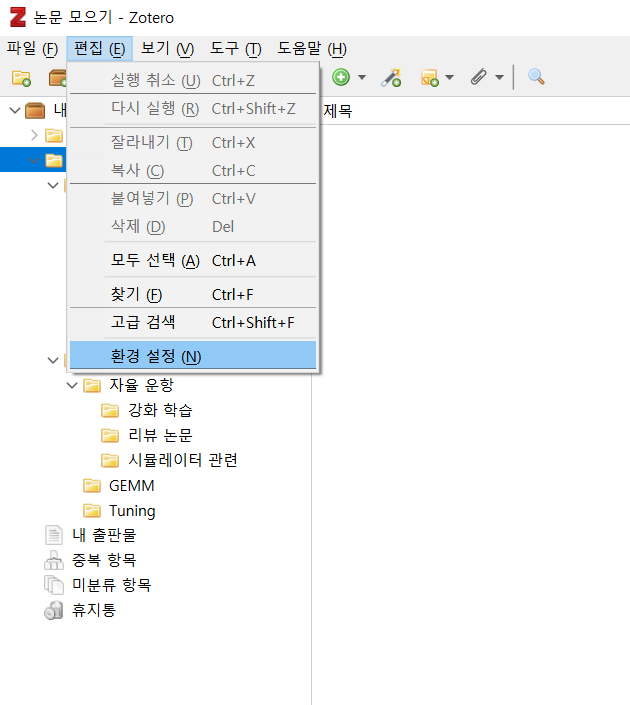 논문 모으기 - Zotero
파일 (F) 편집 (E) 보기 (V) 도구 (T) 도움말 (H)
실행 취소 (U) Ctrl+Z
다시 실행 (R) Ctrl+Shift+Z
잘라내기 (T) Ctrl+X
복사 (C) Ctrl+C
붙여넣기 (P) Ctrl+V
삭제 (D) Del
모두 선택 (A) Ctrl+A
찾기 (F) Ctrl+F
고급 검색 Ctrl+Shift+F
환경 설정 (N)
내
제목
자율 운항
강화 학습
리뷰 논문
시뮬레이터 관련
GEMM
Tuning
내 출판물
중복 항목
미분류 항목
휴지통